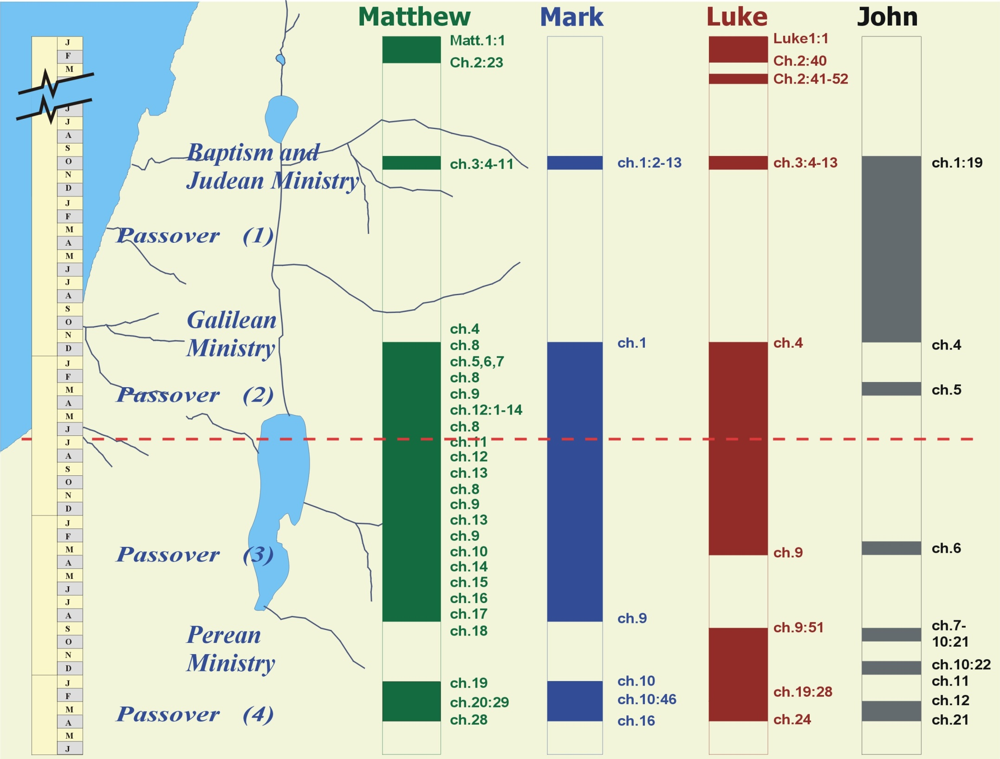 Matthew
Mark
Luke
John
J
F
M
J
J
A
S
O
N
D
J
F
M
A
M
J
J
A
S
O
N
D
J
F
M
A
M
J
J
A
S
O
N
D
J
F
M
A
M
J
J
A
S
O
N
D
J
F
M
A
M
J
Baptism and
Judean Ministry
Passover (1)
Galilean
Ministry
Passover (2)
Passover (3)
Perean
Ministry
Passover (4)
Matt.1:1
Ch.2:23
ch.3:4-11
ch.4
ch.8
ch.5,6,7
ch.8
ch.9
ch.12:1-14
ch.8
ch.11
ch.12
ch.13
ch.8
ch.9
ch.13
ch.9
ch.10
ch.14
ch.15
ch.16
ch.17
ch.18
ch.19
ch.20:29
ch.28
ch.1:2-13
ch.1
ch.9
ch.10
ch.10:46
ch.16
Luke1:1
Ch.2:40
Ch.2:41-52
ch.3:4-13
ch.4
ch.9
ch.9:51
ch.19:28
ch.24
ch.1:19
ch.4
ch.5
ch.6
ch.7-
10:21
ch.10:22
ch.11
ch.12
ch.21